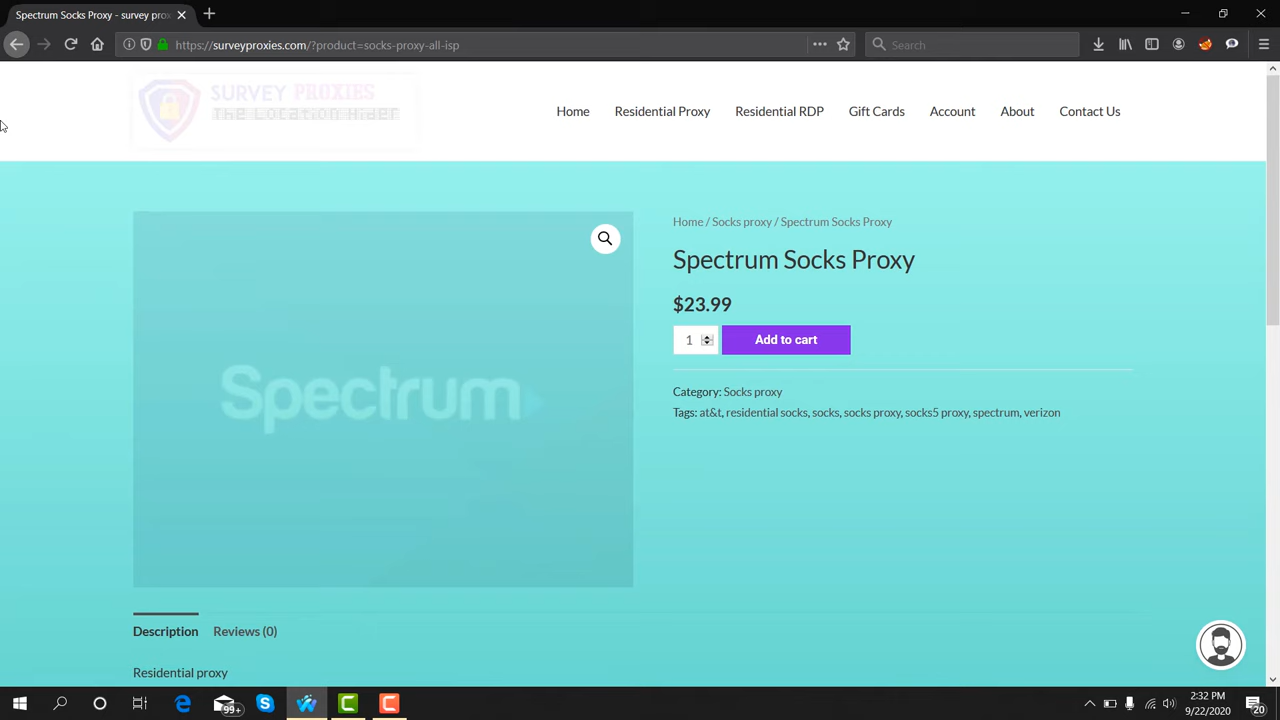 Spectrum Socks Proxy - surveyprox
https://surveyproxies.com/?product=socks-proxy-all-isp
Search
SURVEY PROXIES
The Location Hider
Home
Residential Proxy
Residential RDP
Gift Cards
Account
About
Contact Us
Spectrum
Home / Socks proxy / Spectrum Socks Proxy
Spectrum Socks Proxy
$23.99
1
Add to cart
Category: Socks proxy
Tags: at&t, residential socks, socks, socks proxy, socks5 proxy, spectrum, verizon
Description
Reviews (0)
Residential proxy
99+
2:32 PM
9/22/2020
20